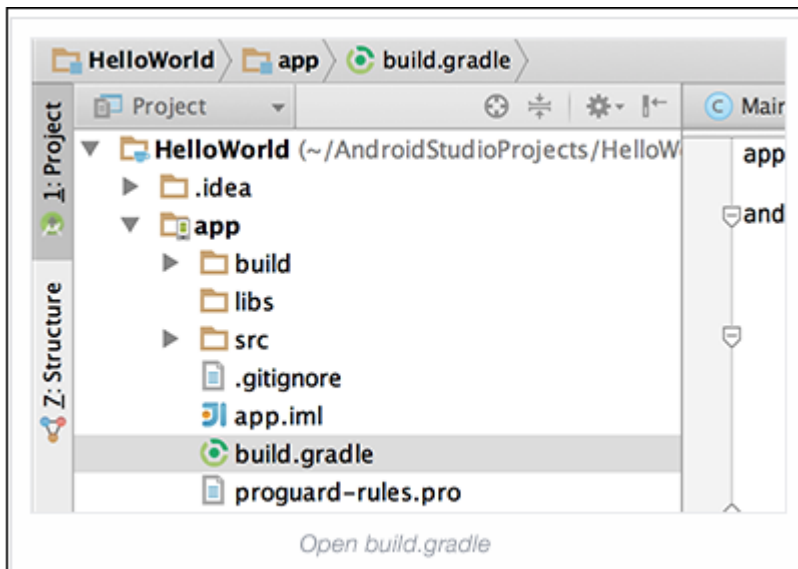 HelloWorld app build.gradle
Project
Main
1: Project
HelloWorld (~/AndroidStudioProjects/HelloW
app
.idea
app
and
build
libs
src
Z: Structure
.gitignore
app.iml
build.gradle
proguard-rules.pro
Open build.gradle